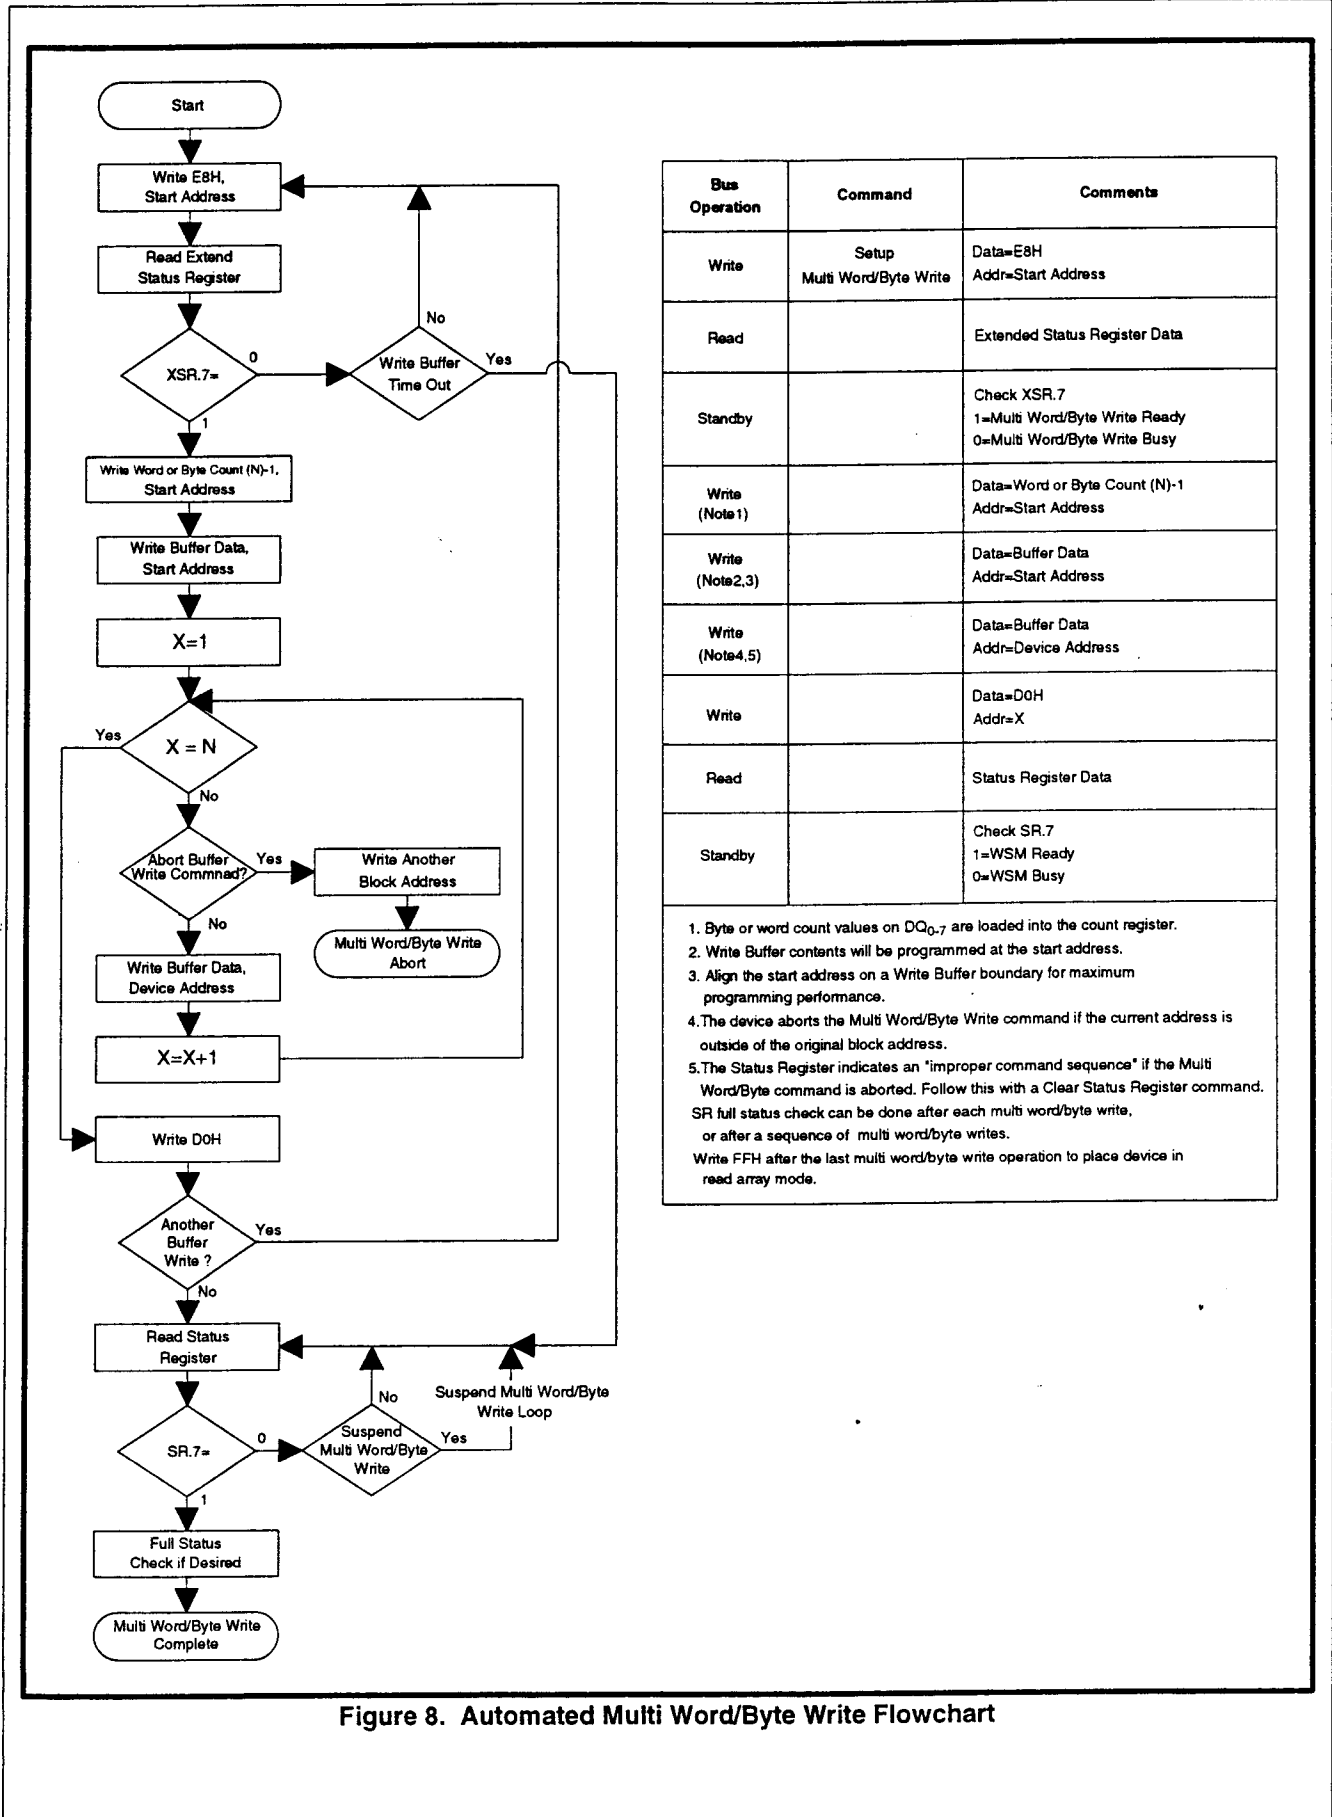 Start
Write E8H,
Start Address
Read Extend
Status Register
XSR.7=
0
1
Write Buffer
Time Out
No
Yes
Write Word or Byte Count (N)-1,
Start Address
Write Buffer Data,
Start Address
X=1
X = N
Yes
No
Abort Buffer
Write Commnad?
Yes
No
Write Another
Block Address
Multi Word/Byte Write
Abort
Write Buffer Data,
Device Address
X=X+1
Write D0H
Another
Buffer
Write ?
Yes
No
Read Status
Register
SR.7=
0
1
Suspend
Multi Word/Byte
Write
No
Yes
Suspend Multi Word/Byte
Write Loop
Full Status
Check if Desired
Multi Word/Byte Write
Complete
Bus
Operation
Command
Comments
Write
Setup
Multi Word/Byte Write
Data=E8H
Addr=Start Address
Read
Extended Status Register Data
Standby
Check XSR.7
1=Multi Word/Byte Write Ready
0=Multi Word/Byte Write Busy
Write
(Note1)
Data=Word or Byte Count (N)-1
Addr=Start Address
Write
(Note2,3)
Data=Buffer Data
Addr=Start Address
Write
(Note4,5)
Data=Buffer Data
Addr=Device Address
Write
Data=D0H
Addr=X
Read
Status Register Data
Standby
Check SR.7
1=WSM Ready
0=WSM Busy
1. Byte or word count values on DQ0-7 are loaded into the count register.
2. Write Buffer contents will be programmed at the start address.
3. Align the start address on a Write Buffer boundary for maximum
programming performance.
4.The device aborts the Multi Word/Byte Write command if the current address is
outside of the original block address.
5.The Status Register indicates an "improper command sequence" if the Multi
Word/Byte command is aborted. Follow this with a Clear Status Register command.
SR full status check can be done after each multi word/byte write,
or after a sequence of multi word/byte writes.
Write FFH after the last multi word/byte write operation to place device in
read array mode.
Figure 8. Automated Multi Word/Byte Write Flowchart